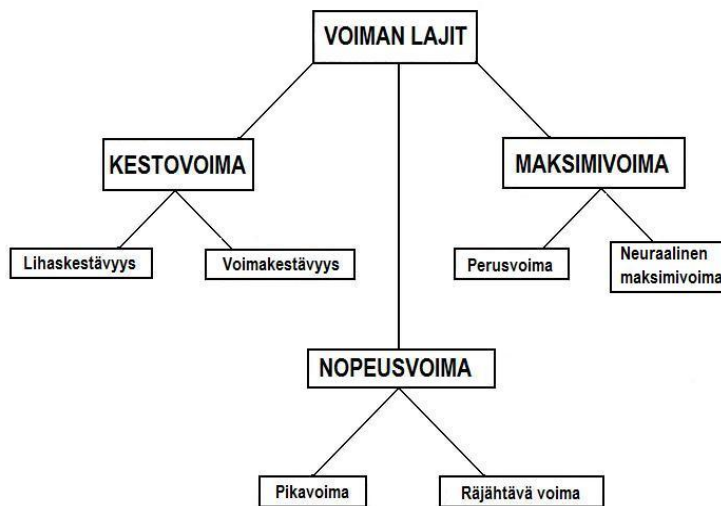 VOIMAN LAJIT
KESTOVOIMA
MAKSIMIVOIMA
Lihaskestävyys
Voimakestävyys
Perusvoima
Neuraalinen
maksimivoima
NOPEUSVOIMA
Pikavoima
Räjähtävä voima